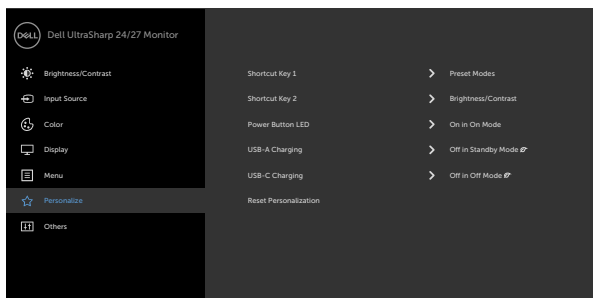 DELL Dell UltraSharp 24/27 Monitor
Brightness/Contrast Shortcut Key 1 Preset Modes
Input Source Shortcut Key 2 Brightness/Contrast
Color Power Button LED On in On Mode
Display USB-A Charging Off in Standby Mode
Menu USB-C Charging Off in Off Mode
Personalize Reset Personalization
Others